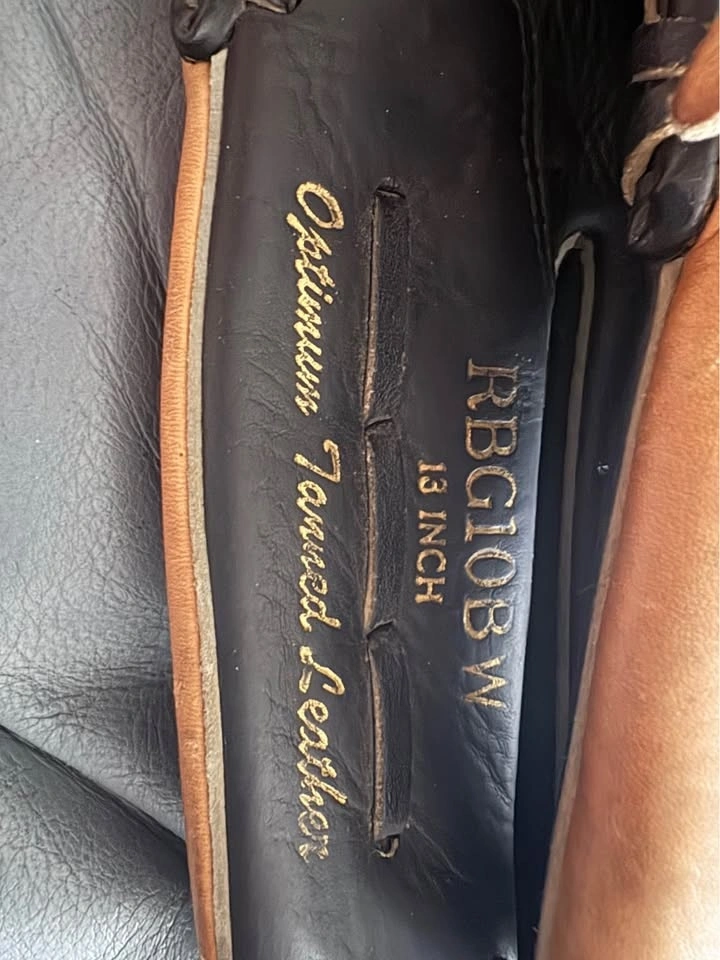 RBG10BW
13 INCH
Optimum Tanned Leather